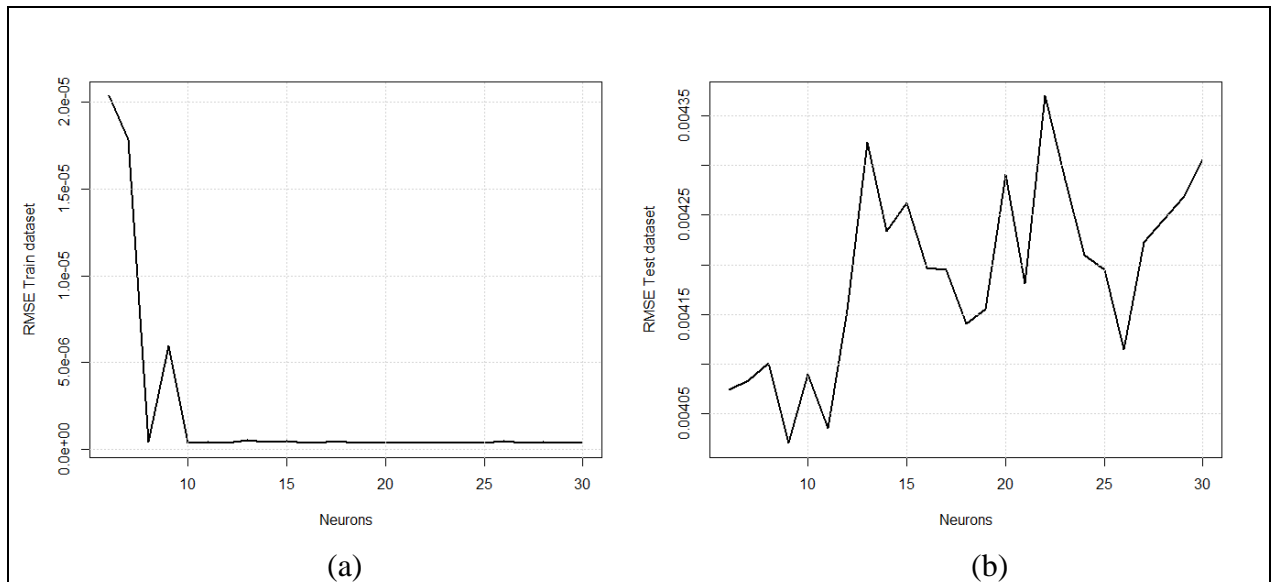 RMSE Train dataset
2.0e-05
1.5e-05
1.0e-05
5.0e-06
0.0e+00
10 15 20 25 30
Neurons
(a)
RMSE Test dataset
0.00435
0.00425
0.00415
0.00405
10 15 20 25 30
Neurons
(b)